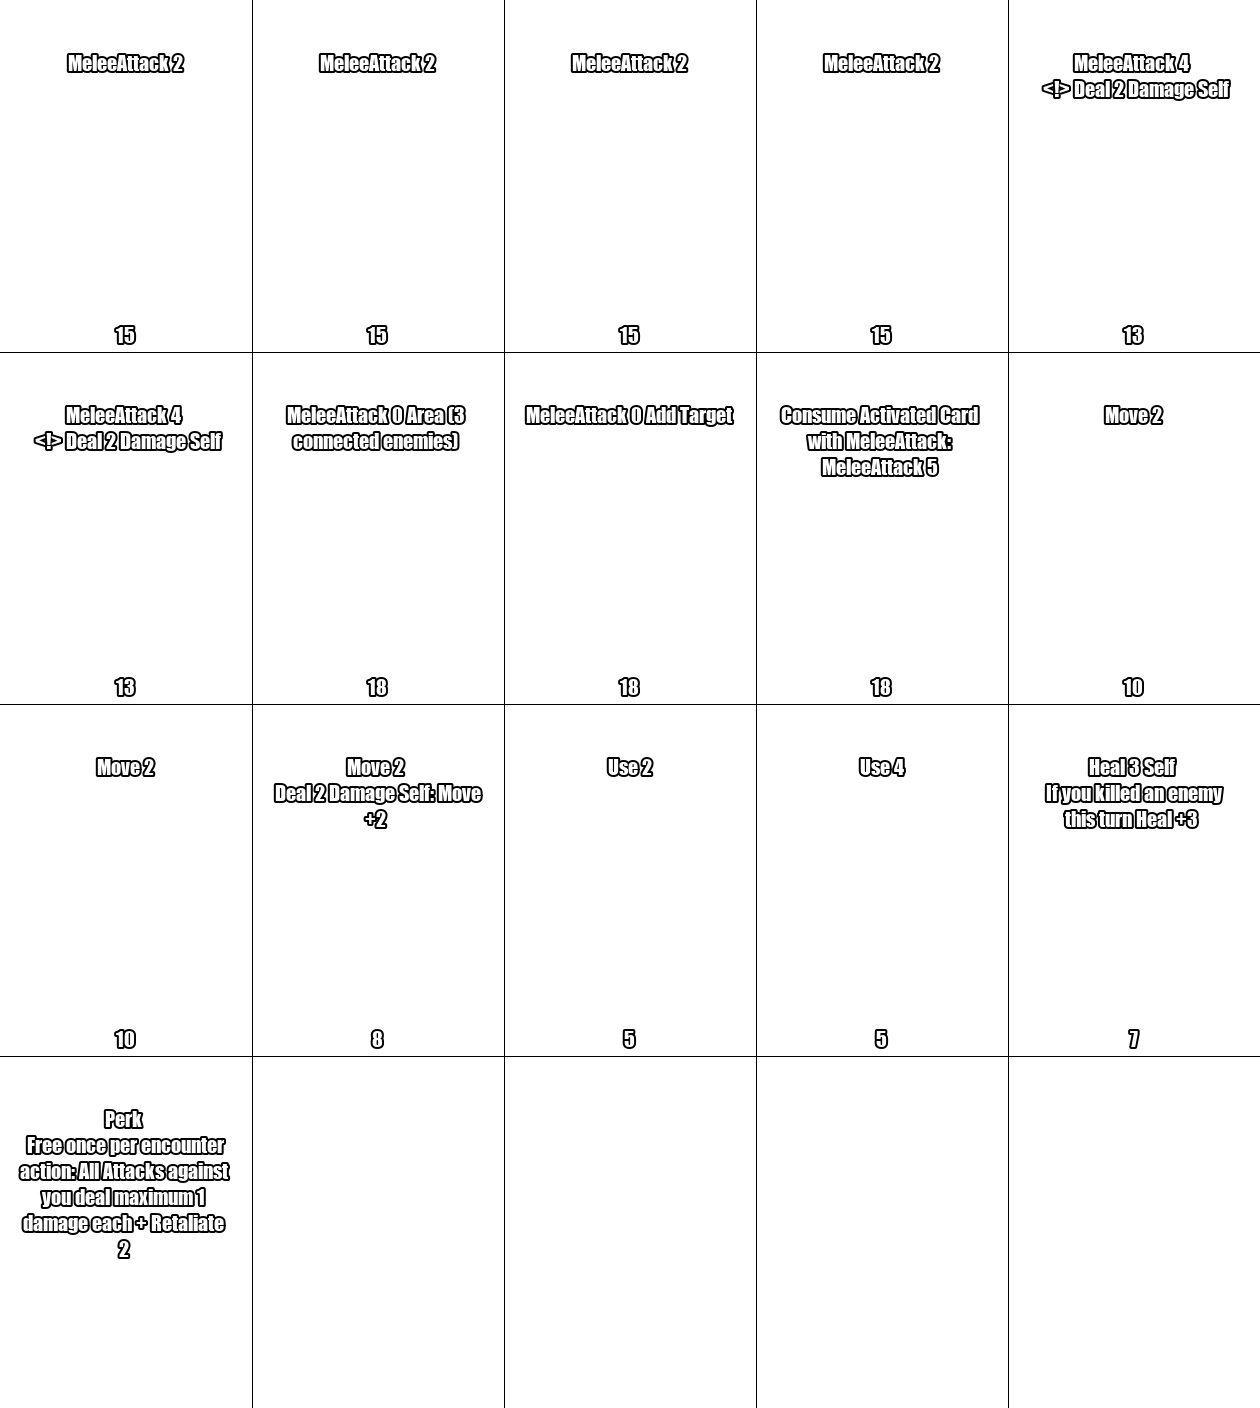 MeleeAttack 2
15
MeleeAttack 2
15
MeleeAttack 2
15
MeleeAttack 2
15
MeleeAttack 4
<!> Deal 2 Damage Self
13
MeleeAttack 4
<!> Deal 2 Damage Self
13
MeleeAttack 0 Area (3
connected enemies)
18
MeleeAttack 0 Add Target
18
Consume Activated Card
with MeleeAttack:
MeleeAttack 5
18
Move 2
10
Move 2
10
Move 2
Deal 2 Damage Self: Move
+2
8
Use 2
5
Use 4
5
Heal 3 Self
If you killed an enemy
this turn Heal +3
7
Perk
Free once per encounter
action: All Attacks against
you deal maximum 1
damage each + Retaliate
2